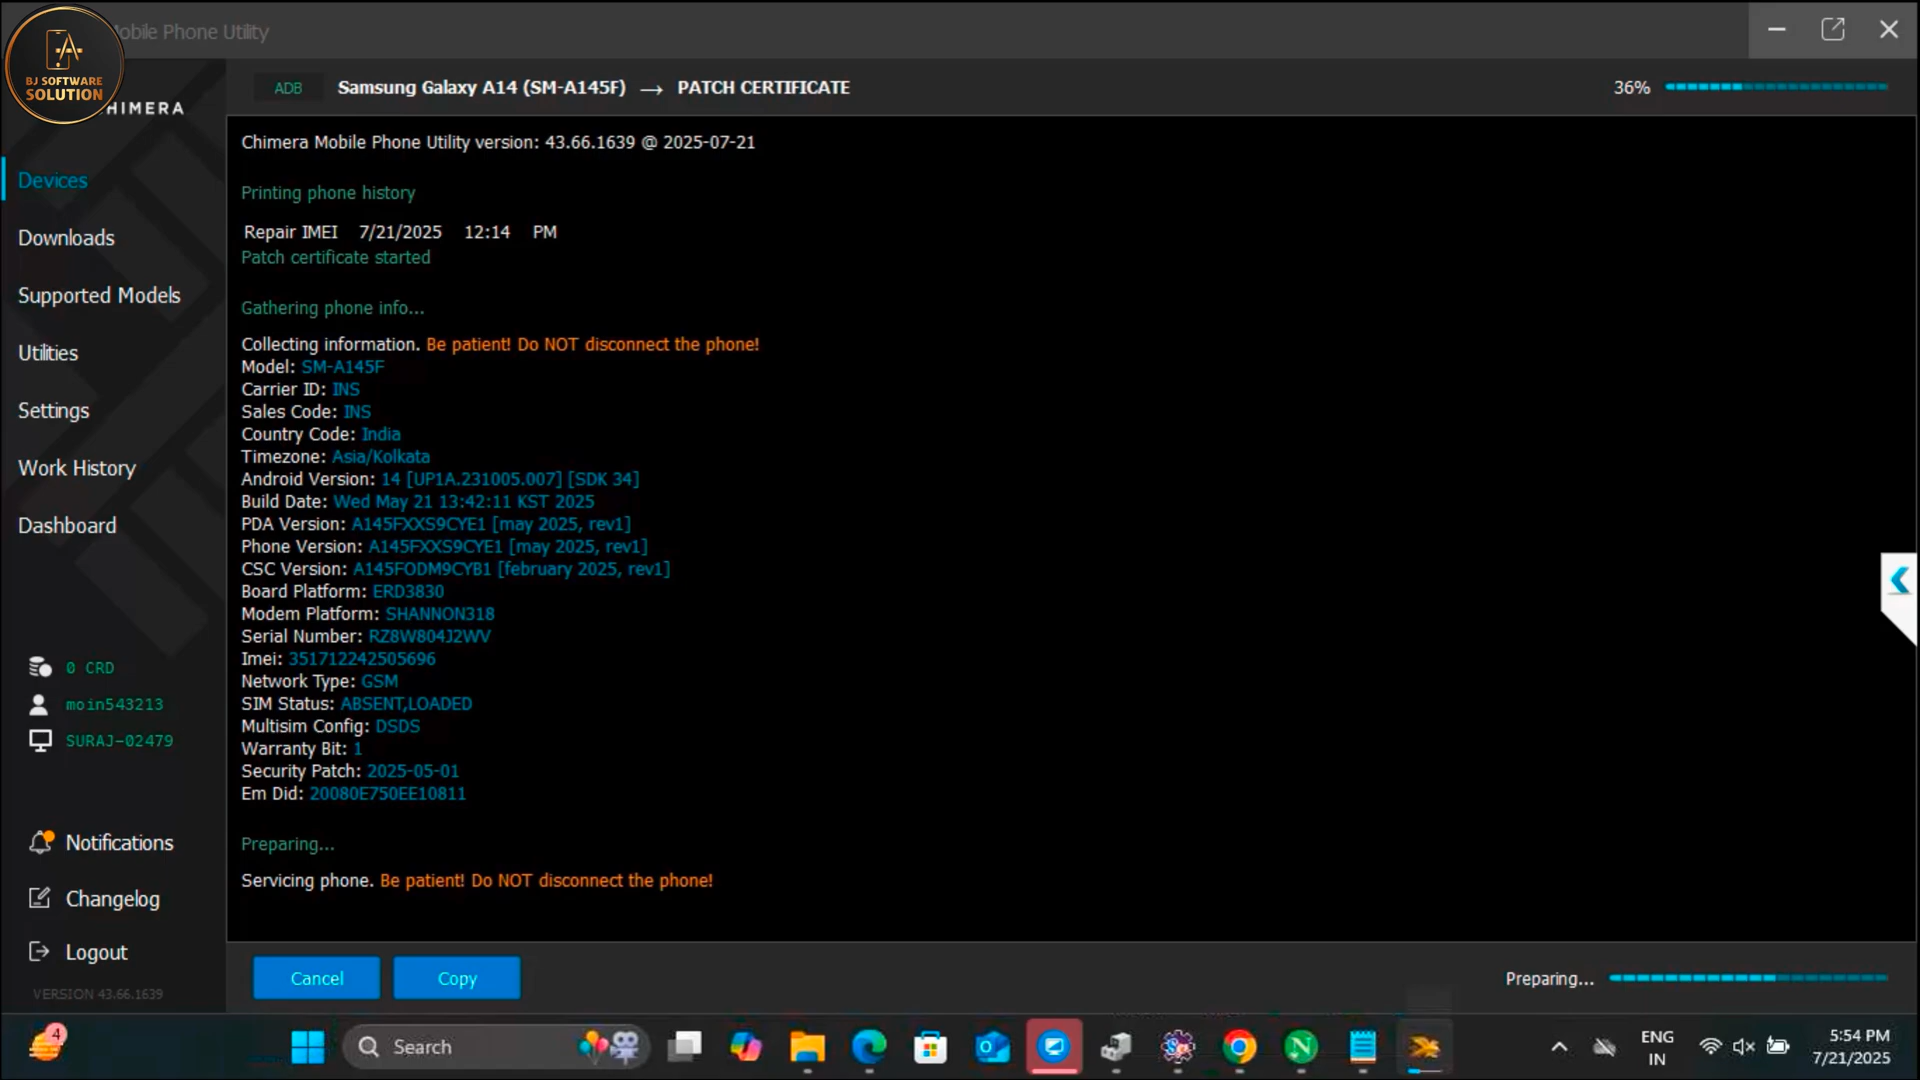 Mobile Phone Utility
BJ SOFTWARE
SOLUTION
HIMERA
ADB
Samsung Galaxy A14 (SM-A145F) → PATCH CERTIFICATE
36%
Devices
Downloads
Supported Models
Utilities
Settings
Work History
Dashboard
0 CRD
moin543213
SURAJ-02479
Notifications
Changelog
Logout
VERSION 43.66.1639
Chimera Mobile Phone Utility version: 43.66.1639 @ 2025-07-21
Printing phone history
Repair IMEI 7/21/2025 12:14 PM
Patch certificate started
Gathering phone info...
Collecting information. Be patient! Do NOT disconnect the phone!
Model: SM-A145F
Carrier ID: INS
Sales Code: INS
Country Code: India
Timezone: Asia/Kolkata
Android Version: 14 [UP1A.231005.007] [SDK 34]
Build Date: Wed May 21 13:42:11 KST 2025
PDA Version: A145FXXS9CYE1 [may 2025, rev1]
Phone Version: A145FXXS9CYE1 [may 2025, rev1]
CSC Version: A145FODM9CYB1 [february 2025, rev1]
Board Platform: ERD3830
Modem Platform: SHANNON318
Serial Number: RZ8W804J2WV
Imei: 351712242505696
Network Type: GSM
SIM Status: ABSENT,LOADED
Multisim Config: DSDS
Warranty Bit: 1
Security Patch: 2025-05-01
Em Did: 20080E750EE10811
Preparing...
Servicing phone. Be patient! Do NOT disconnect the phone!
Cancel
Copy
Preparing...
4
Search
ENG
IN
5:54 PM
7/21/2025